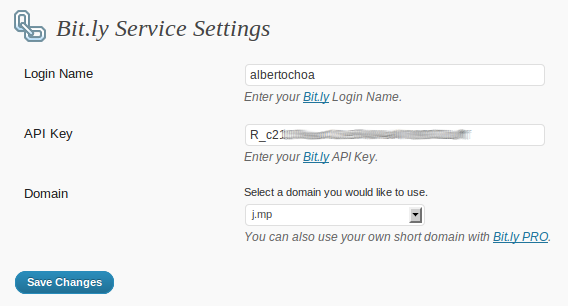 Bit.ly Service Settings
Login Name
albertochoa
Enter your Bit.ly Login Name.
API Key
R_c21
Enter your Bit.ly API Key.
Domain
Select a domain you would like to use.
j.mp
You can also use your own short domain with Bit.ly PRO.
Save Changes